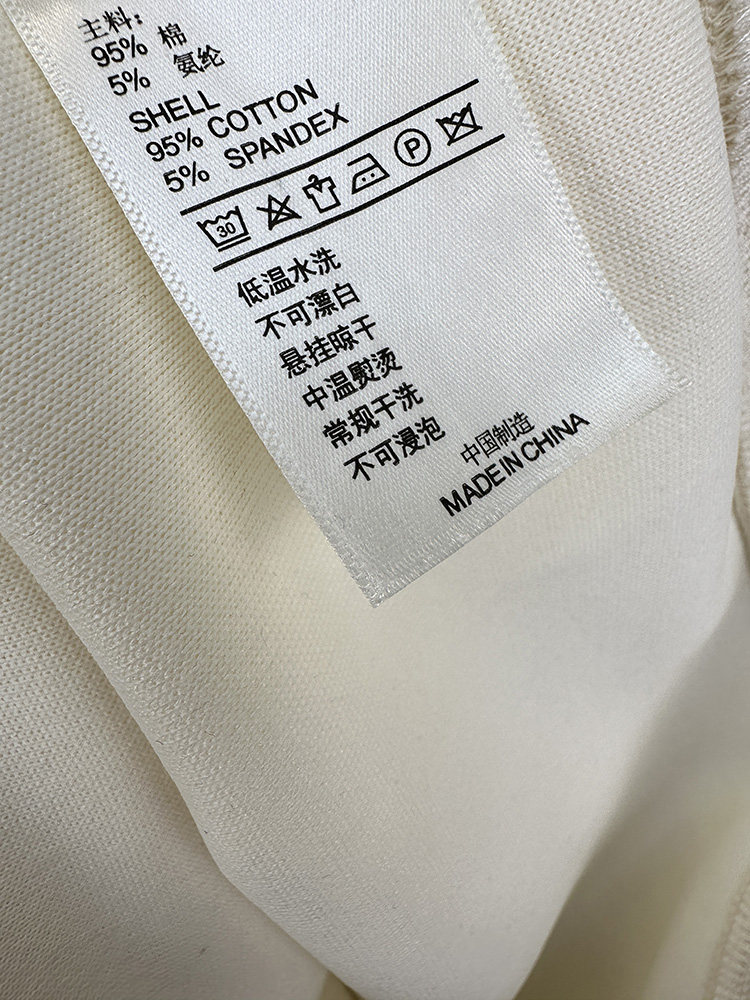 主料:
95% 棉
5% 氨纶
SHELL
95% COTTON
5% SPANDEX
30
P
低温水洗
不可漂白
悬挂晾干
中温熨烫
常规干洗
不可浸泡
中国制造
MADE IN CHINA